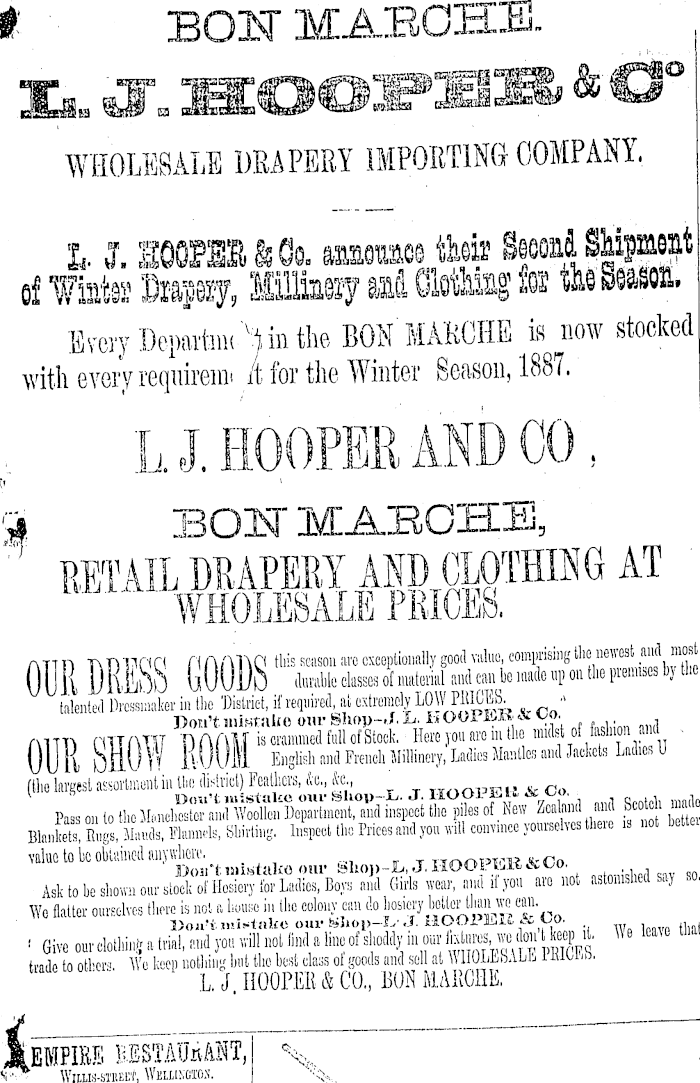 BON MARCHE.
L. J. HOOPER & Co
WHOLESALE DRAPERY IMPORTING COMPANY.
L. J. HOOPER & Co. announce their Second Shipment
of Winter Drapery, Millinery and Clothing for the Season.
Every Departme t in the BON MARCHE is now stocked
with every requirem t for the Winter Season, 1887.
L. J. HOOPER AND CO ,
BON MARCHE,
RETAIL DRAPERY AND CLOTHING AT
WHOLESALE PRICES.
OUR DRESS GOODS this season are exceptionally good value, comprising the newest and most
durable classes of material and can be made up on the premises by the
talented Dressmaker in the District, if required, at extremely LOW PRICES.
Don't mistake our Shop–J. L. HOOPER & Co.
OUR SHOW ROOM is crammed full of Stock. Here you are in the midst of fashion and
English and French Millinery, Ladies Mantles and Jackets Ladies U
(the largest assortment in the district) Feathers, &c., &c.,
Don't mistake our Shop–L. J. HOOPER & Co.
Pass on to the Manchester and Woollen Department, and inspect the piles of New Zealand and Scotch made
Blankets, Rugs, Mauds, Flannels, Shirting. Inspect the Prices and you will convince yourselves there is not better
value to be obtained anywhere.
Don't mistake our Shop–L, J. HOOPER & Co.
Ask to be shown our stock of Hosiery for Ladies, Boys and Girls wear, and if you are not astonished say so.
We flatter ourselves there is not a house in the colony can do hosiery better than we can.
Don't mistake our Shop–L J. HOOPER & Co.
Give our clothing a trial, and you will not find a line of shoddy in our fixtures, we don't keep it. We leave that
trade to others. We keep nothing but the best class of goods and sell at WHOLESALE PRICES.
L. J. HOOPER & CO., BON MARCHE.
EMPIRE RESTAURANT,
WILLIS-STREET, WELLINGTON.